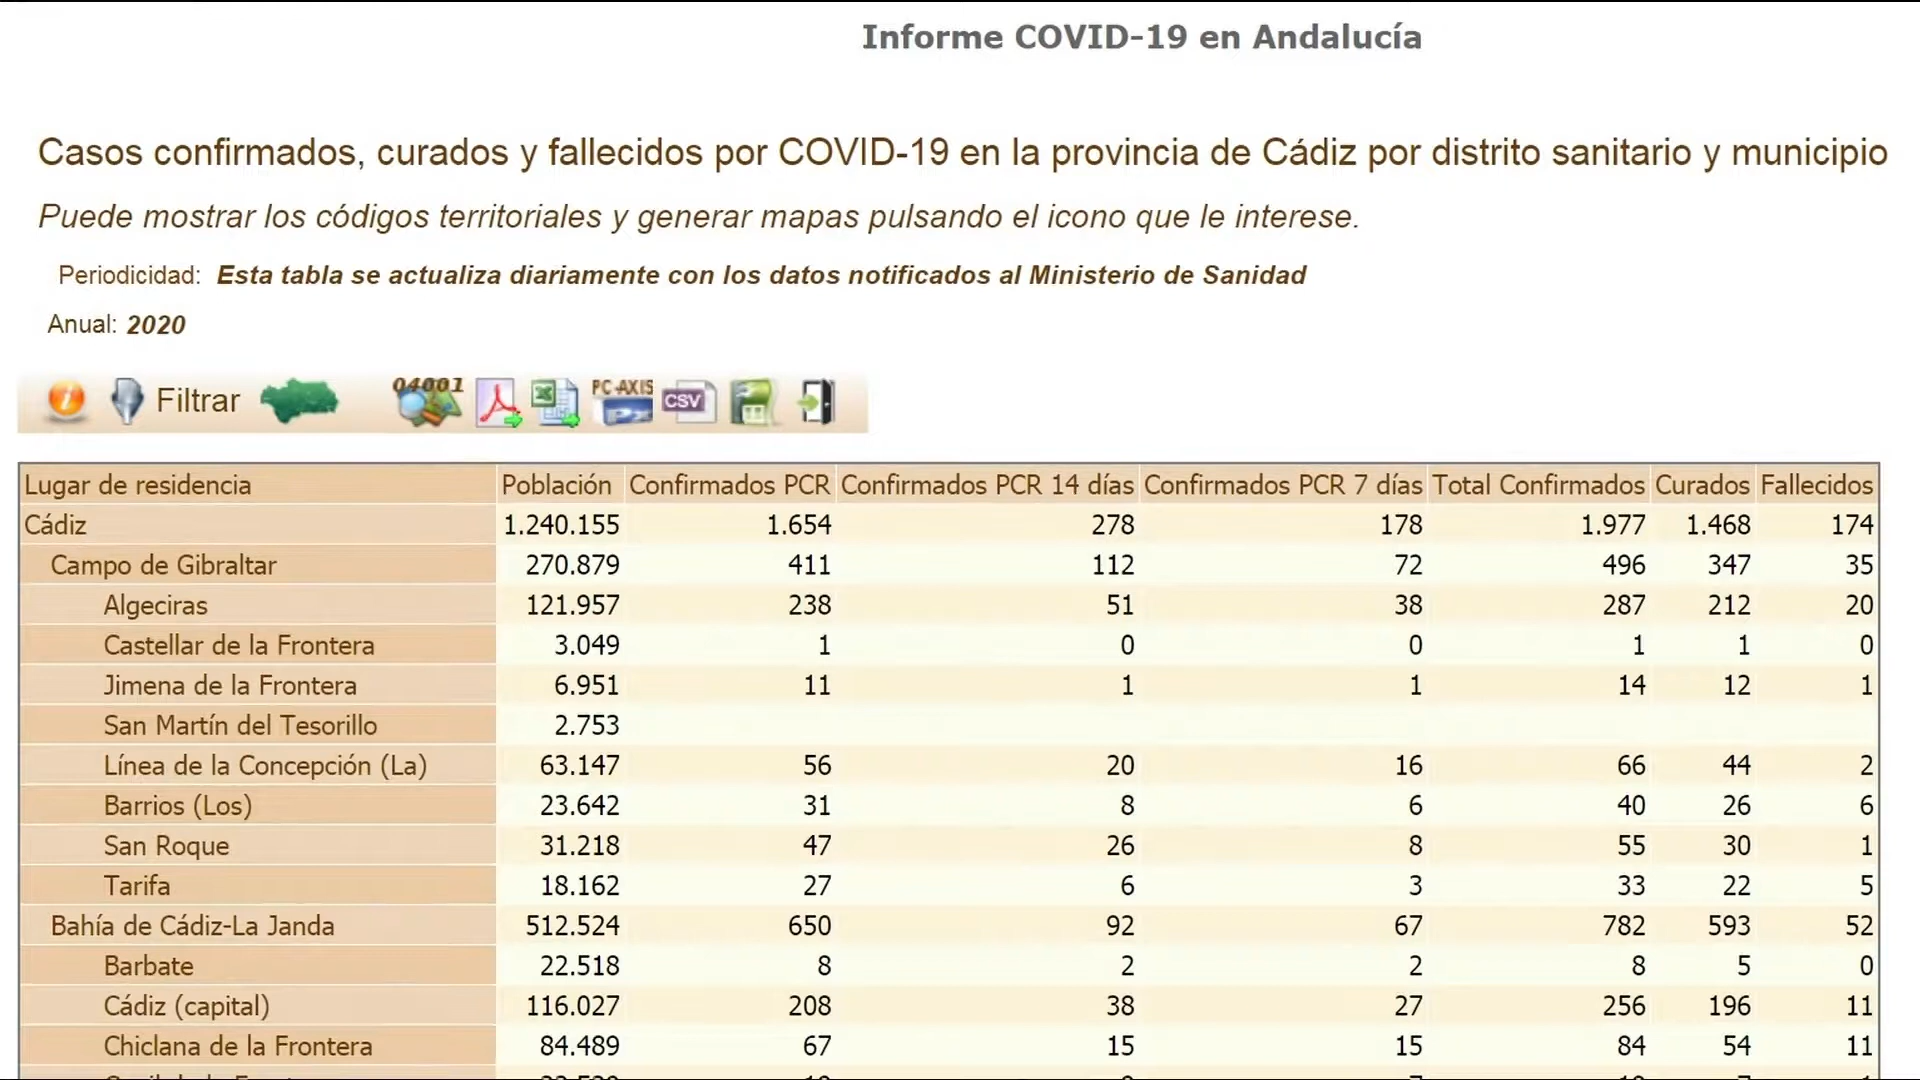 Informe COVID-19 en Andalucía
Casos confirmados, curados y fallecidos por COVID-19 en la provincia de Cádiz por distrito sanitario y municipio
Puede mostrar los códigos territoriales y generar mapas pulsando el icono que le interese.
Periodicidad: Esta tabla se actualiza diariamente con los datos notificados al Ministerio de Sanidad
Anual: 2020
Filtrar 04001 PC-AXIS Px CSV
Lugar de residencia Población Confirmados PCR Confirmados PCR 14 días Confirmados PCR 7 días Total Confirmados Curados Fallecidos
Cádiz 1.240.155 1.654 278 178 1.977 1.468 174
Campo de Gibraltar 270.879 411 112 72 496 347 35
Algeciras 121.957 238 51 38 287 212 20
Castellar de la Frontera 3.049 1 0 0 1 1 0
Jimena de la Frontera 6.951 11 1 1 14 12 1
San Martín del Tesorillo 2.753
Línea de la Concepción (La) 63.147 56 20 16 66 44 2
Barrios (Los) 23.642 31 8 6 40 26 6
San Roque 31.218 47 26 8 55 30 1
Tarifa 18.162 27 6 3 33 22 5
Bahía de Cádiz-La Janda 512.524 650 92 67 782 593 52
Barbate 22.518 8 2 2 8 5 0
Cádiz (capital) 116.027 208 38 27 256 196 11
Chiclana de la Frontera 84.489 67 15 15 84 54 11